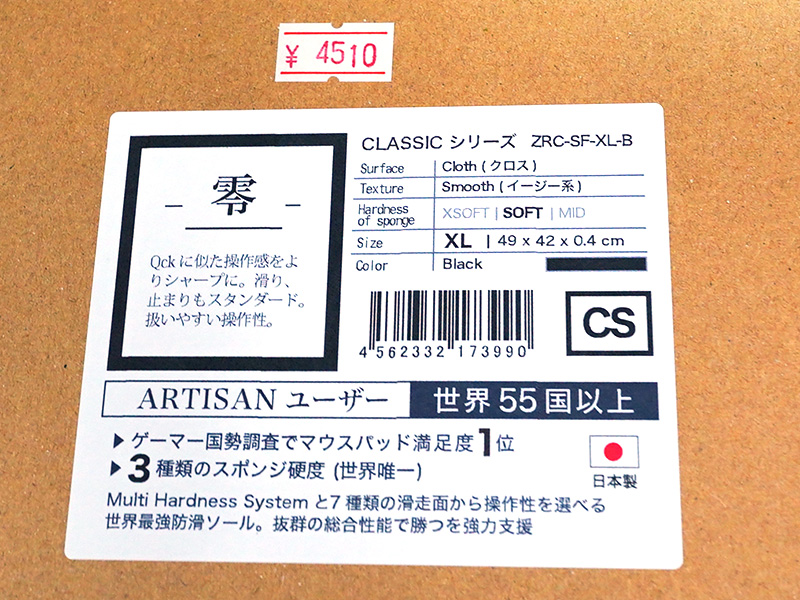 ¥ 4510
零
Qckに似た操作感をよ
りシャープに。滑り、
止まりもスタンダード。
扱いやすい操作性。
CLASSIC シリーズ ZRC-SF-XL-B
Surface Cloth (クロス)
Texture Smooth (イージー系)
Hardness of sponge XSOFT | SOFT | MID
Size XL | 49 x 42 x 0.4 cm
Color Black
4 562332 173990
CS
ARTISAN ユーザー 世界 55 国以上
▶ ゲーマー国勢調査でマウスパッド満足度1位
▶ 3種類のスポンジ硬度 (世界唯一)
日本製
Multi Hardness System と7種類の滑走面から操作性を選べる
世界最強防滑ソール。抜群の総合性能で勝つを強力支援